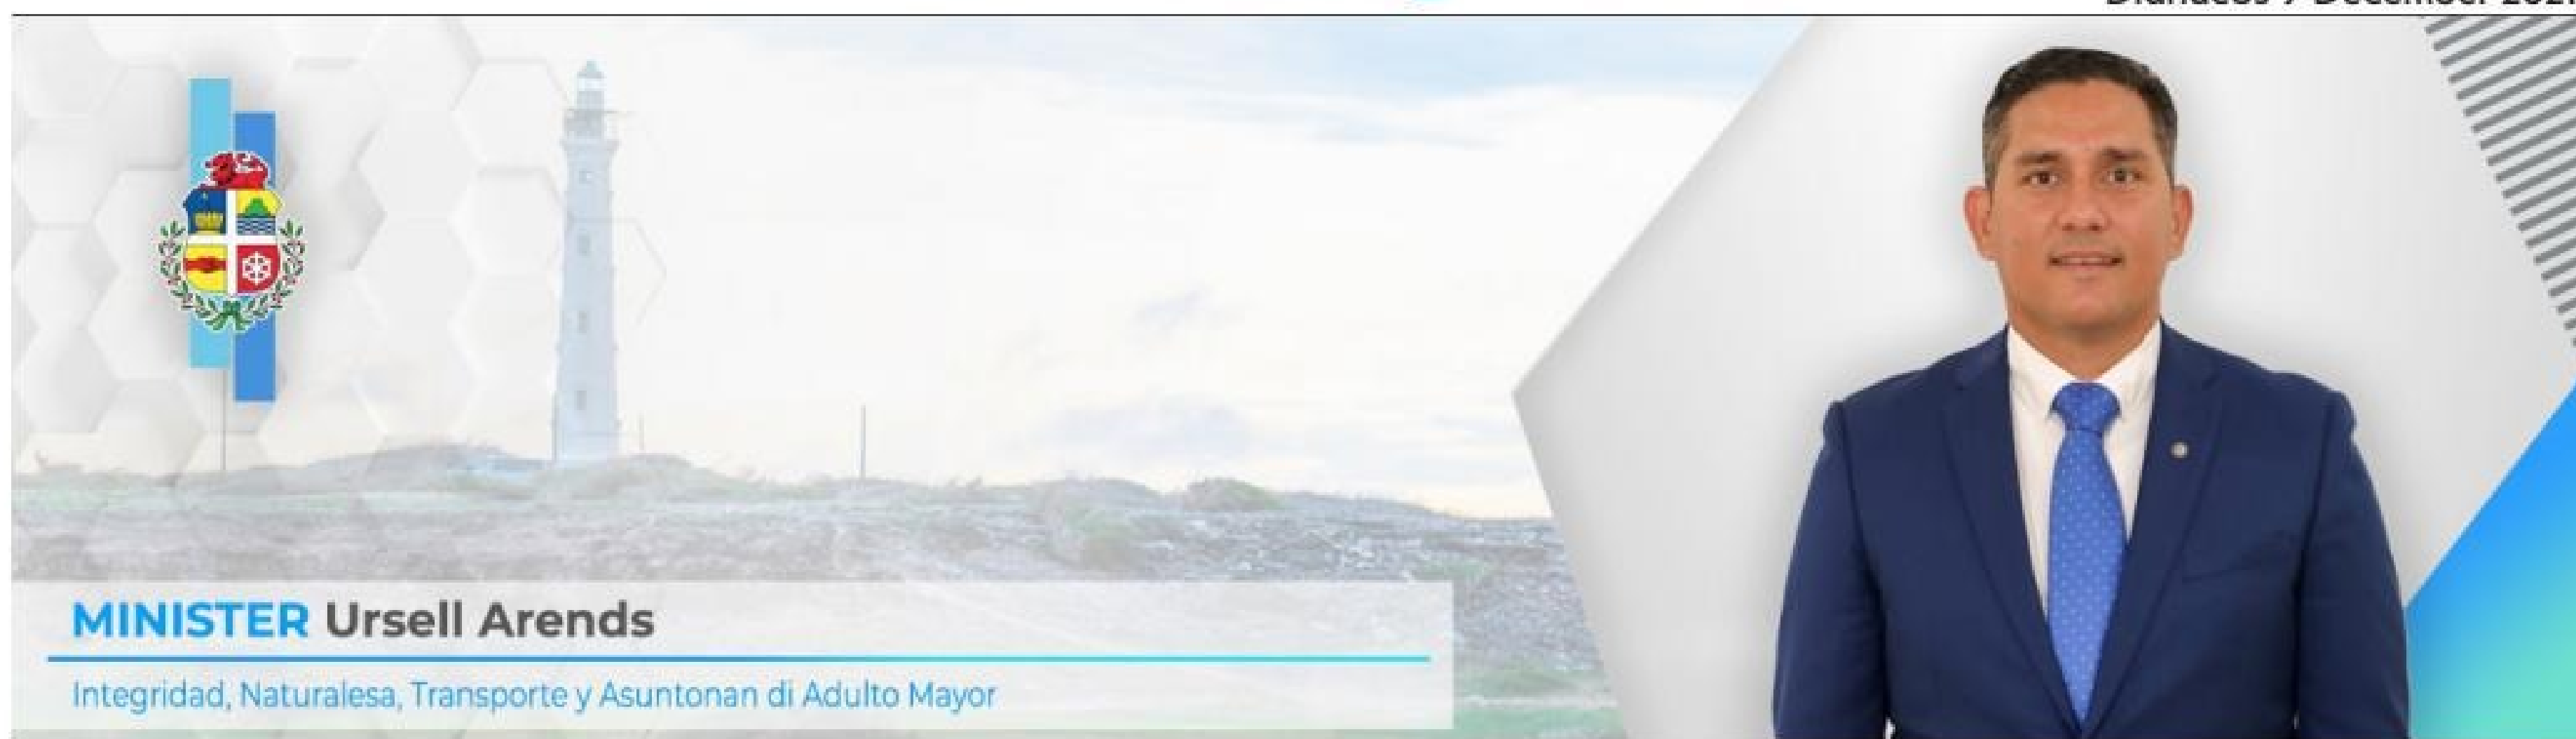 MINISTER Ursell Arends
Integridad, Naturalesa, Transporte y Asuntonan di Adulto Mayor